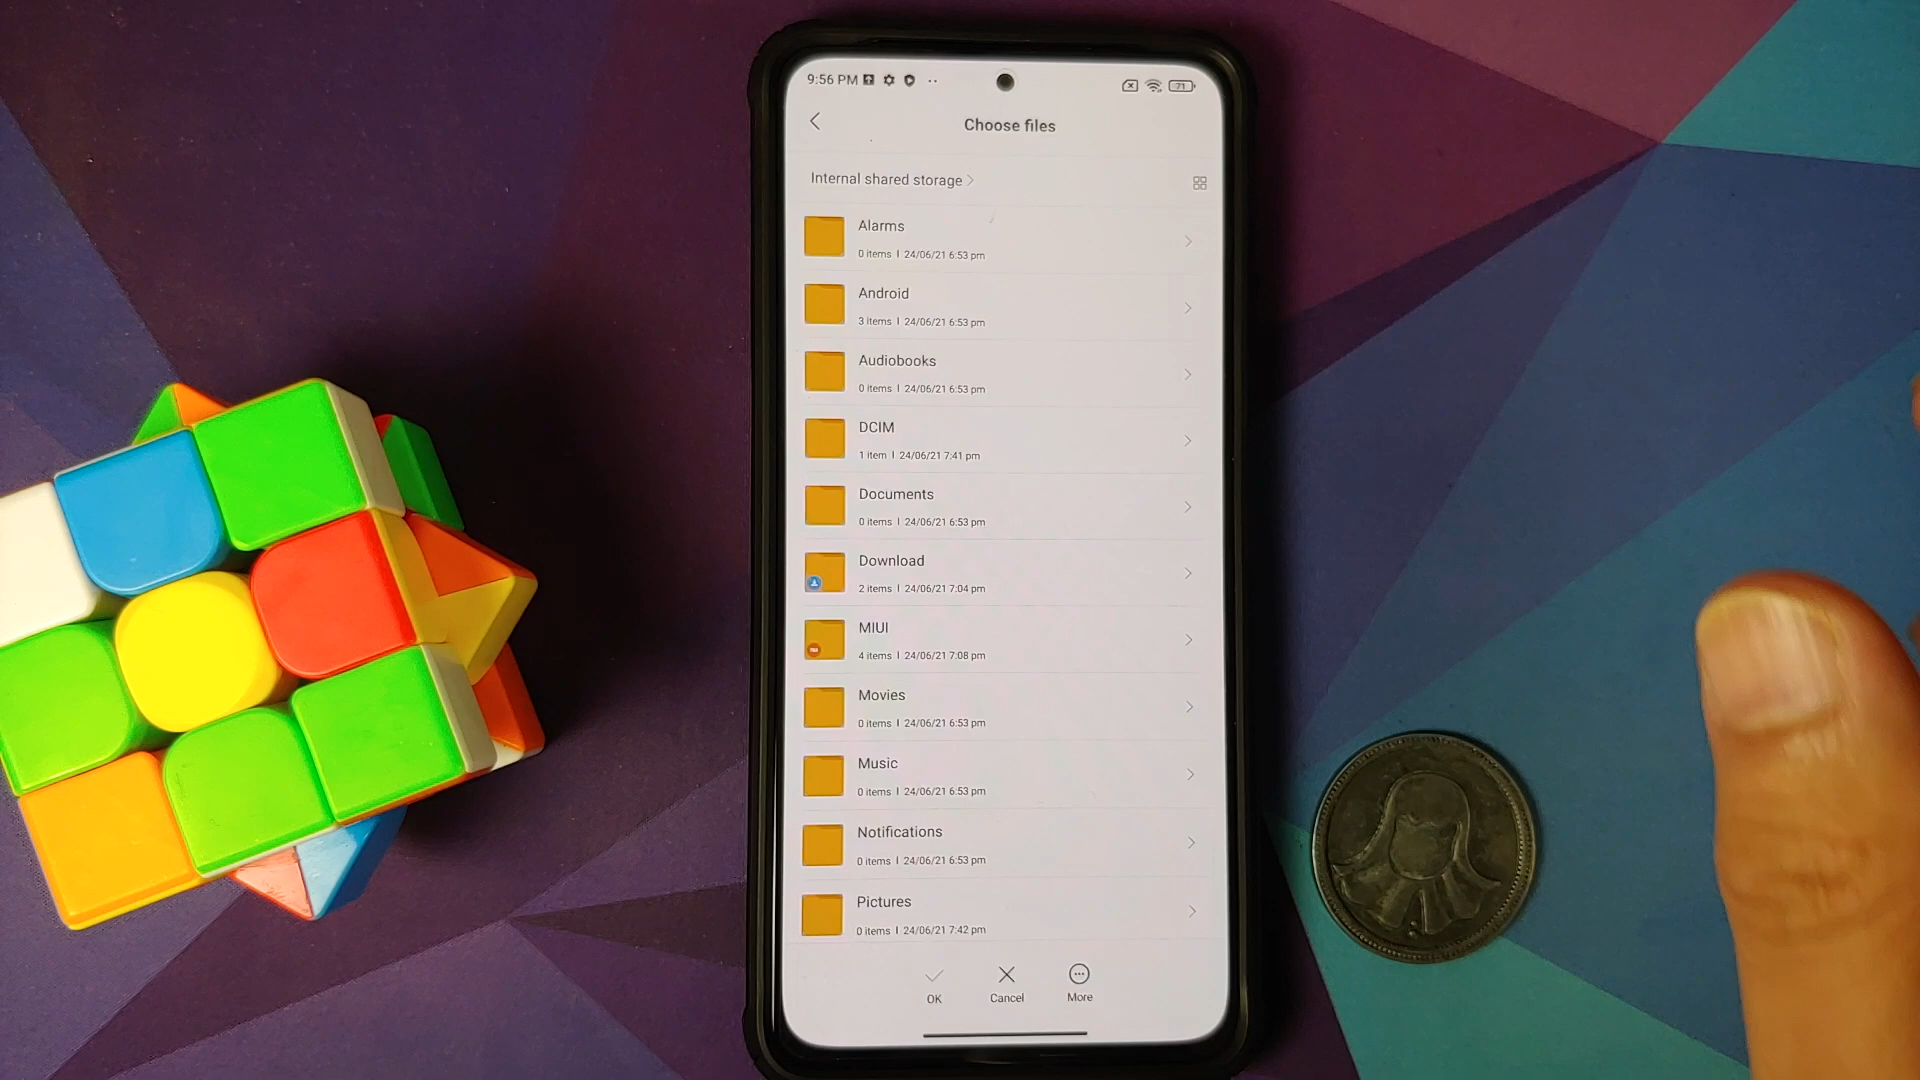 9:56 PM
71
Choose files
Internal shared storage
Alarms
0 items | 24/06/21 6:53 pm
Android
3 items | 24/06/21 6:53 pm
Audiobooks
0 items | 24/06/21 6:53 pm
DCIM
1 item | 24/06/21 7:41 pm
Documents
0 items | 24/06/21 6:53 pm
Download
2 items | 24/06/21 7:04 pm
MIUI
4 items | 24/06/21 7:08 pm
Movies
0 items | 24/06/21 6:53 pm
Music
0 items | 24/06/21 6:53 pm
Notifications
0 items | 24/06/21 6:53 pm
Pictures
0 items | 24/06/21 7:42 pm
OK
Cancel
More